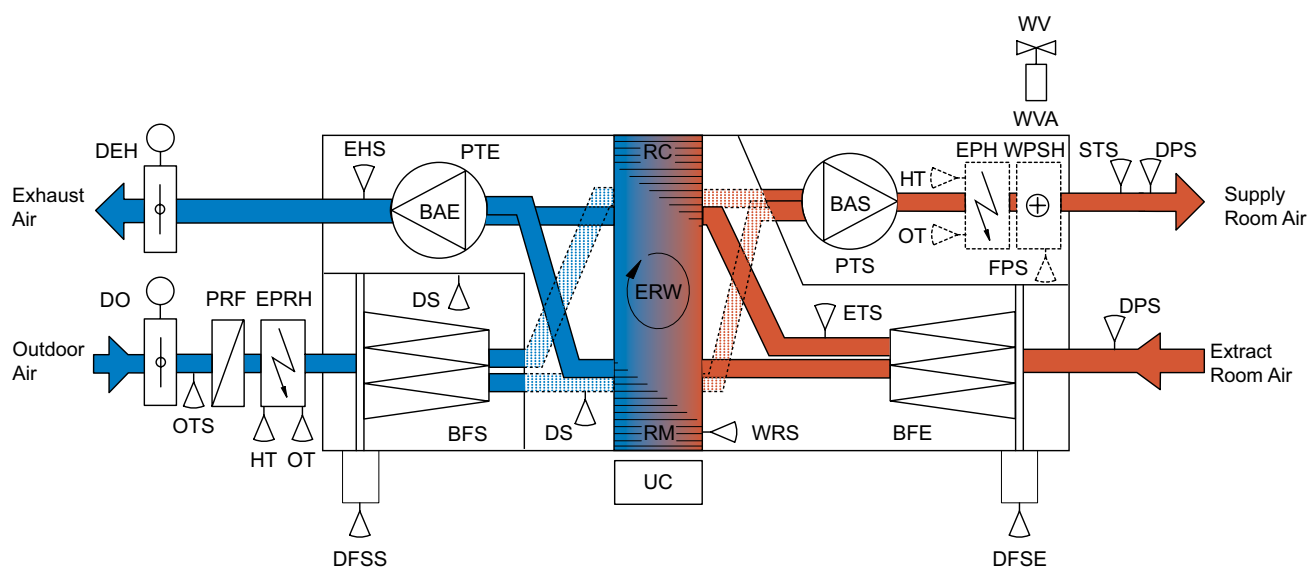 WV
WVA
DEH
EHS
PTE
RC
EPH
WPSH
STS
DPS
HT
Exhaust
Air
BAE
BAS
Supply
Room Air
OT
PTS
FPS
DO
PRF
EPRH
DS
ERW
ETS
DPS
Outdoor
Air
Extract
Room Air
OTS
BFS
DS
RM
WRS
BFE
HT
OT
UC
DFSS
DFSE